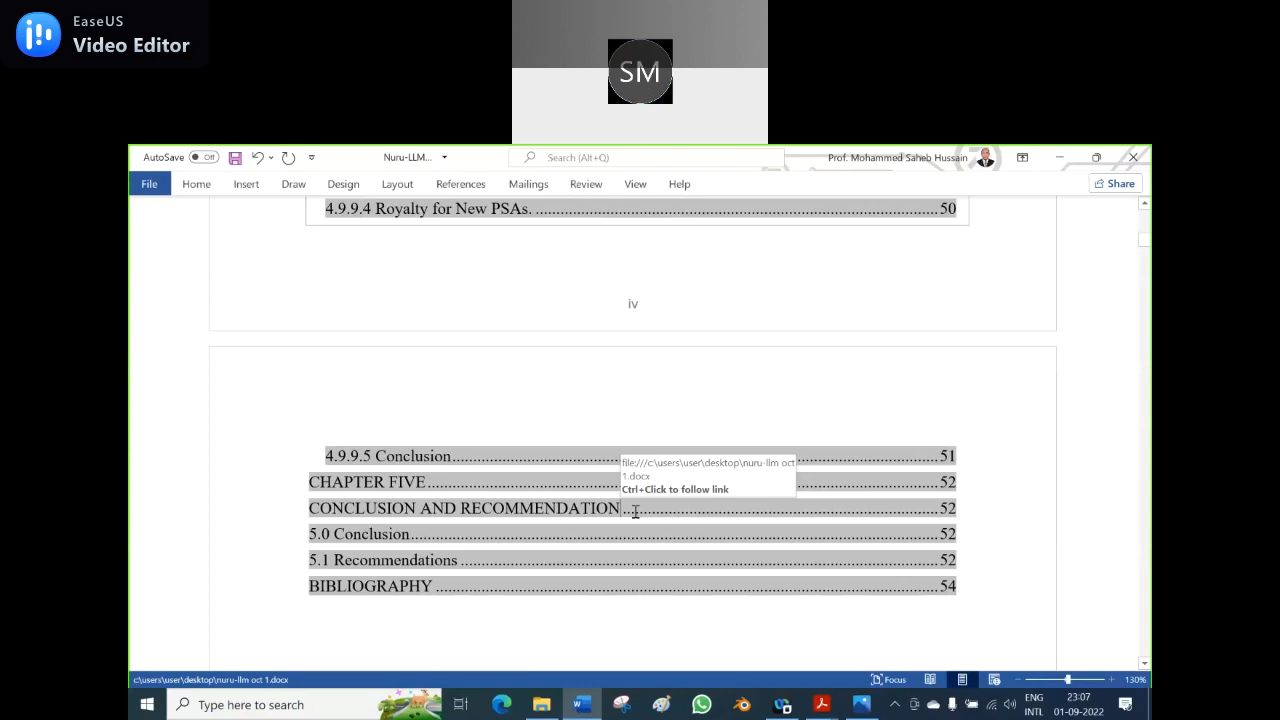 EaseUS
Video Editor
SM
AutoSave Off Nuru-LLM... Search (Alt+Q) Prof. Mohammed Saheb Hussain
File Home Insert Draw Design Layout References Mailings Review View Help Share
4.9.9.4 Royalty for New PSAs. ........................................ 50
iv
4.9.9.5 Conclusion ........................................ 51
file:///c:\users\user\desktop\nuru-llm oct
1.docx
Ctrl+Click to follow link
CHAPTER FIVE ........................................ 52
CONCLUSION AND RECOMMENDATION ........................................ 52
5.0 Conclusion ........................................ 52
5.1 Recommendations ........................................ 52
BIBLIOGRAPHY ........................................ 54
c:\users\user\desktop\nuru-llm oct 1.docx Focus 130%
Type here to search ENG 23:07
INTL 01-09-2022